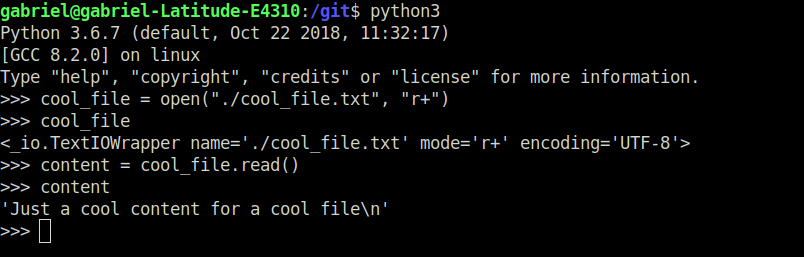 gabriel@gabriel-Latitude-E4310:/git$ python3
Python 3.6.7 (default, Oct 22 2018, 11:32:17)
[GCC 8.2.0] on linux
Type "help", "copyright", "credits" or "license" for more information.
>>> cool_file = open("./cool_file.txt", "r+")
>>> cool_file
<_io.TextIOWrapper name='./cool_file.txt' mode='r+' encoding='UTF-8'>
>>> content = cool_file.read()
>>> content
'Just a cool content for a cool file\n'
>>>